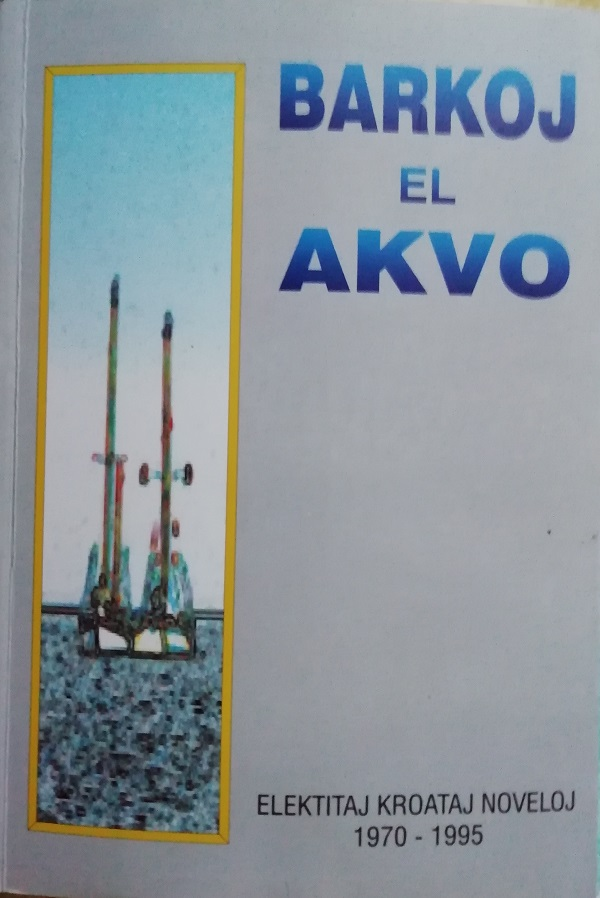 BARKOJ
EL
AKVO
ELEKTITAJ KROATAJ NOVELOJ
1970 - 1995